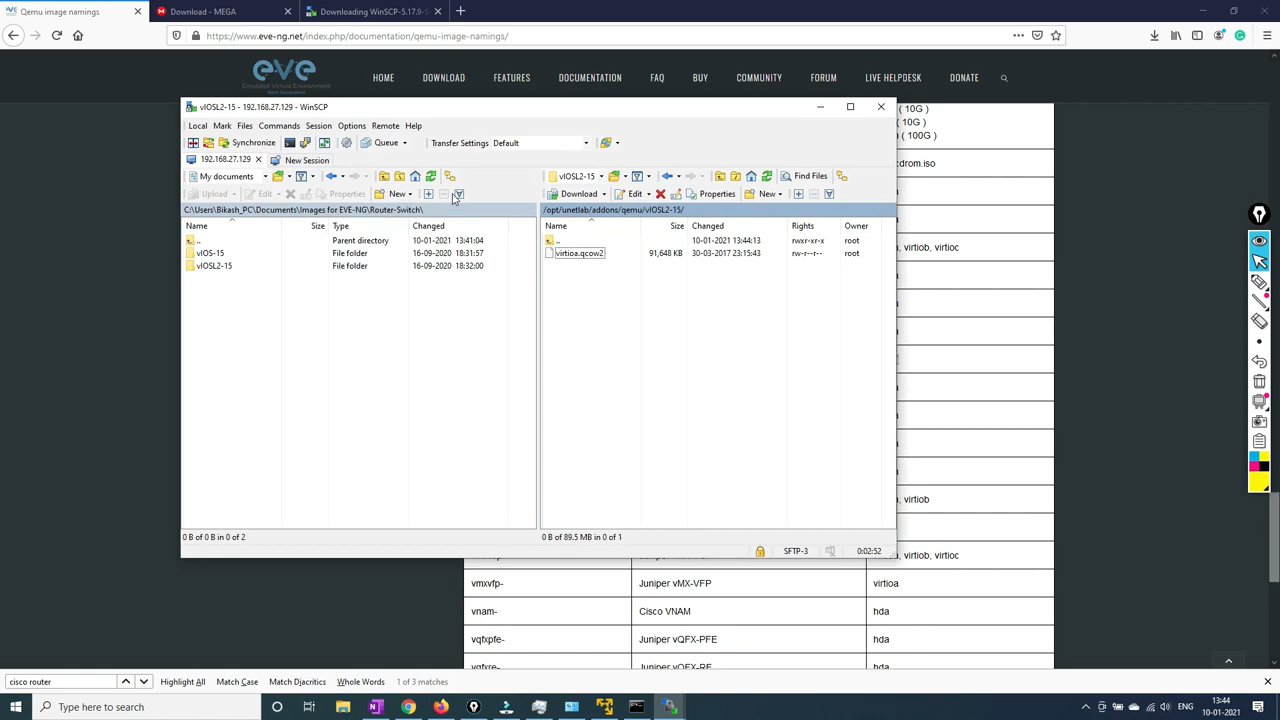 Qemu image namings
Download - MEGA
Downloading WinSCP-5.17.9-S
https://www.eve-ng.net/index.php/documentation/qemu-image-namings/
eve
Emulated Virtual Environment
Next Generation
HOME DOWNLOAD FEATURES DOCUMENTATION FAQ BUY COMMUNITY FORUM LIVE HELPDESK DONATE
vIOSL2-15 - 192.168.27.129 - WinSCP
( 10G )
( 10G )
( 100G )
Local Mark Files Commands Session Options Remote Help
Synchronize Queue Transfer Settings Default
192.168.27.129 New Session
cdrom.iso
My documents vIOSL2-15 Find Files
Upload Edit Properties New Download Edit Properties New
C:\Users\Bikash_PC\Documents\Images for EVE-NG\Router-Switch\ /opt/unetlab/addons/qemu/vIOSL2-15/
Name Size Type Changed Name Size Changed Rights Owner
.. Parent directory 10-01-2021 13:41:04 .. 10-01-2021 13:44:13 rwxr-xr-x root
, virtiob, virtioc
vIOS-15 File folder 16-09-2020 18:31:57 virtioa.qcow2 91,648 KB 30-03-2017 23:15:43 rw-r--r-- root
vIOSL2-15 File folder 16-09-2020 18:32:00
, virtiob
0 B of 0 B in 0 of 2 0 B of 89.5 MB in 0 of 1
SFTP-3 0:02:52
, virtiob, virtioc
vmxvfp- Juniper vMX-VFP virtioa
vnam- Cisco VNAM hda
vqfxpfe- Juniper vQFX-PFE hda
vqfxre- Juniper vQFX-RE hda
cisco router Highlight All Match Case Match Diacritics Whole Words 1 of 3 matches
Type here to search
13:44
10-01-2021